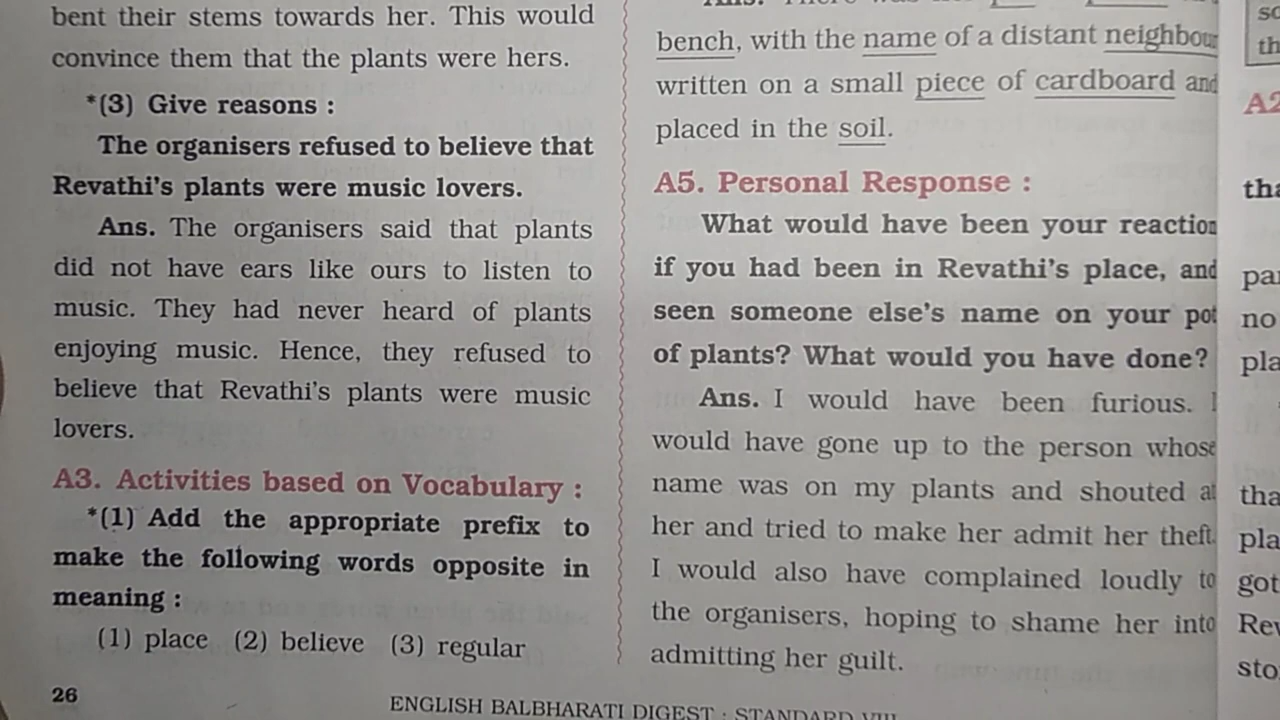 bent their stems towards her. This would
convince them that the plants were hers.
*(3) Give reasons :
The organisers refused to believe that
Revathi's plants were music lovers.
Ans. The organisers said that plants
did not have ears like ours to listen to
music. They had never heard of plants
enjoying music. Hence, they refused to
believe that Revathi's plants were music
lovers.
A3. Activities based on Vocabulary :
*(1) Add the appropriate prefix to
make the following words opposite in
meaning :
(1) place (2) believe (3) regular
26
ENGLISH BALBHARATI DIGEST : STANDARD VIII
bench, with the name of a distant neighbour
written on a small piece of cardboard and
placed in the soil.
A5. Personal Response :
What would have been your reaction
if you had been in Revathi's place, and
seen someone else's name on your pot
of plants? What would you have done?
Ans. I would have been furious. I
would have gone up to the person whose
name was on my plants and shouted at
her and tried to make her admit her theft.
I would also have complained loudly to
the organisers, hoping to shame her into
admitting her guilt.
so
th
A2
tha
par
no
pla
tha
pla
got
Rev
sto